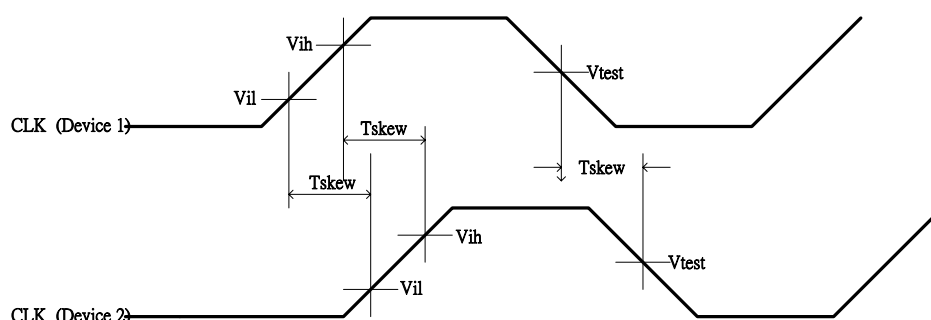 Vih
Vtest
Vil
CLK (Device 1)
Tskew
Tskew
Tskew
Vih
Vtest
Vil
CLK (Device 2)